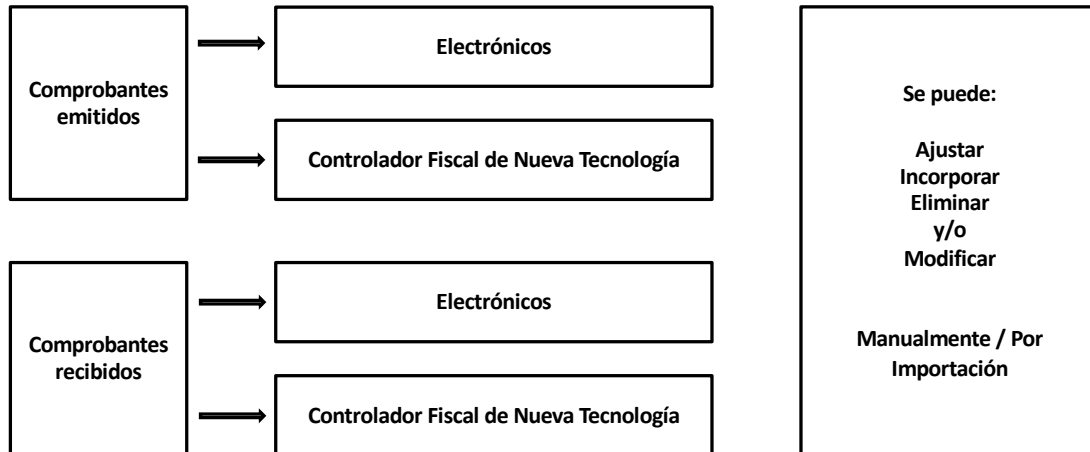 Comprobantes
emitidos
Electrónicos
Controlador Fiscal de Nueva Tecnología
Comprobantes
recibidos
Electrónicos
Controlador Fiscal de Nueva Tecnología
Se puede:
Ajustar
Incorporar
Eliminar
y/o
Modificar
Manualmente / Por
Importación